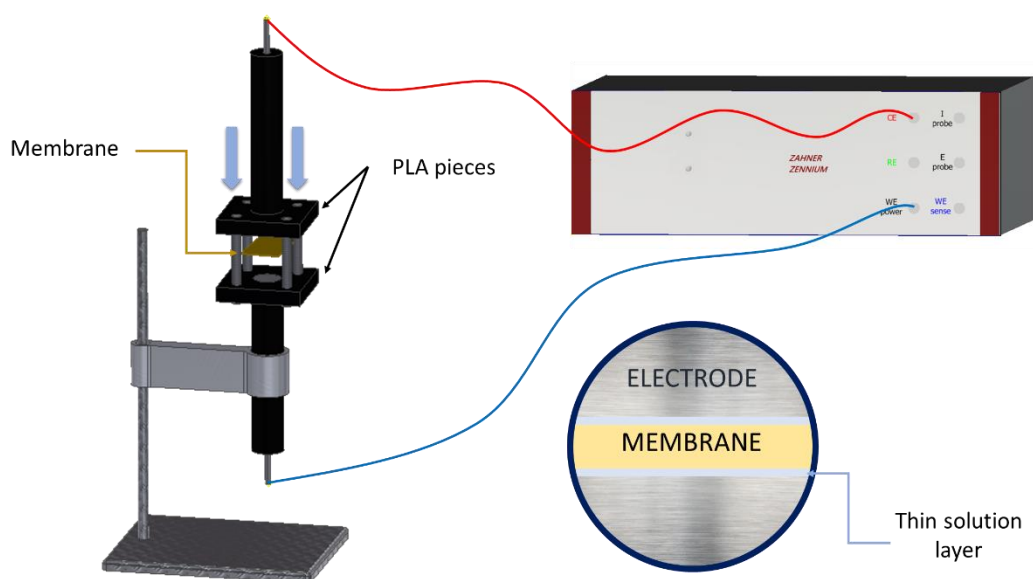 Membrane
PLA pieces
CE
I
probe
ZAHNER
ZENNIUM
RE
E
probe
WE
power
WE
sense
ELECTRODE
MEMBRANE
Thin solution
layer